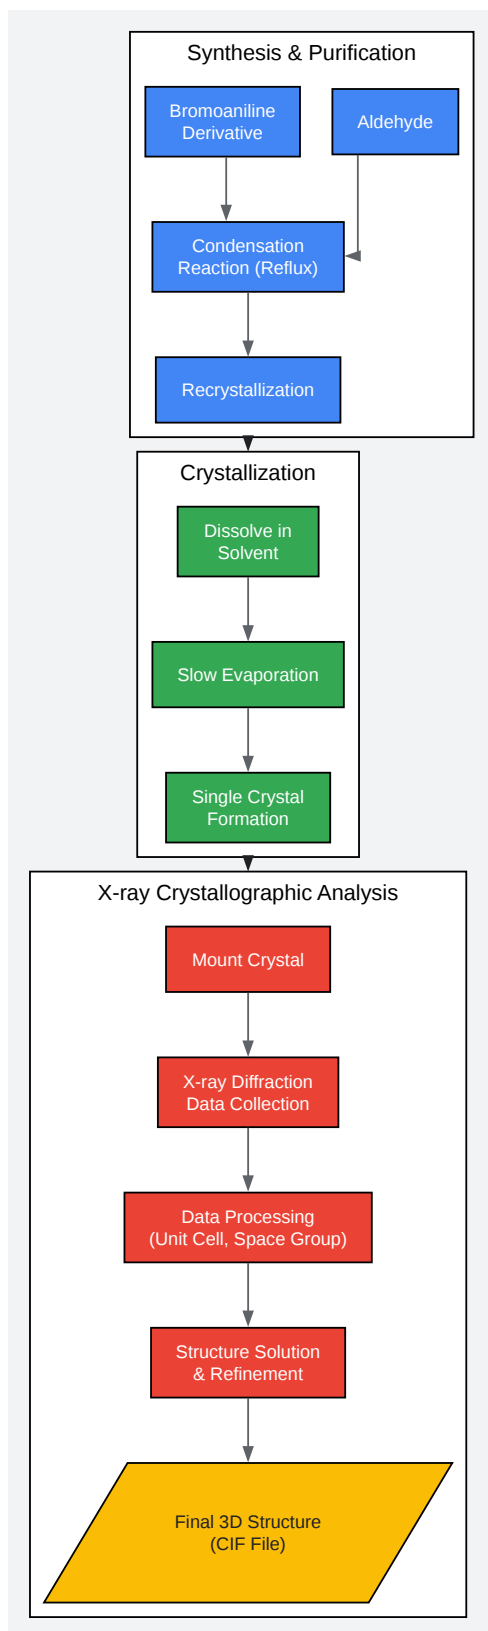 Synthesis & Purification
Bromoaniline
Derivative
Aldehyde
Condensation
Reaction (Reflux)
Recrystallization
Crystallization
Dissolve in
Solvent
Slow Evaporation
Single Crystal
Formation
X-ray Crystallographic Analysis
Mount Crystal
X-ray Diffraction
Data Collection
Data Processing
(Unit Cell, Space Group)
Structure Solution
& Refinement
Final 3D Structure
(CIF File)